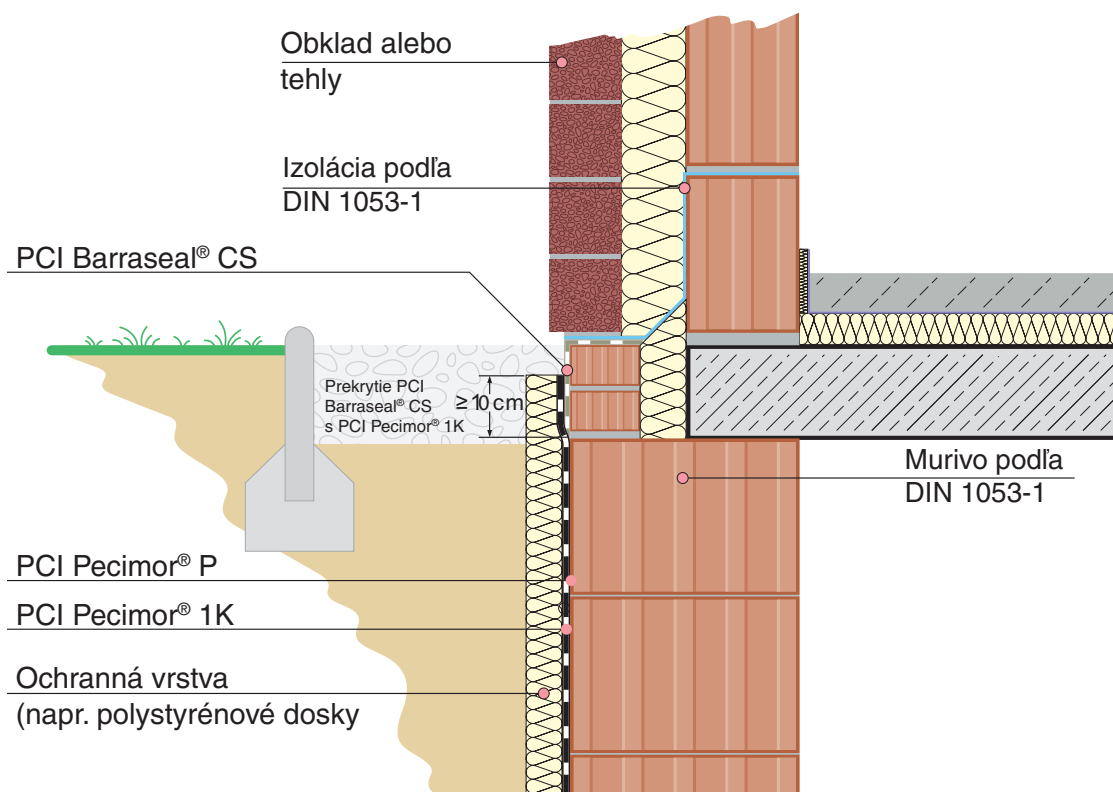 Obklad alebo
tehly
Izolácia podľa
DIN 1053-1
PCI Barraseal® CS
Prekrytie PCI
Barraseal® CS
s PCI Pecimor® 1K
≥10 cm
Murivo podľa
DIN 1053-1
PCI Pecimor® P
PCI Pecimor® 1K
Ochranná vrstva
(napr. polystyrénové dosky